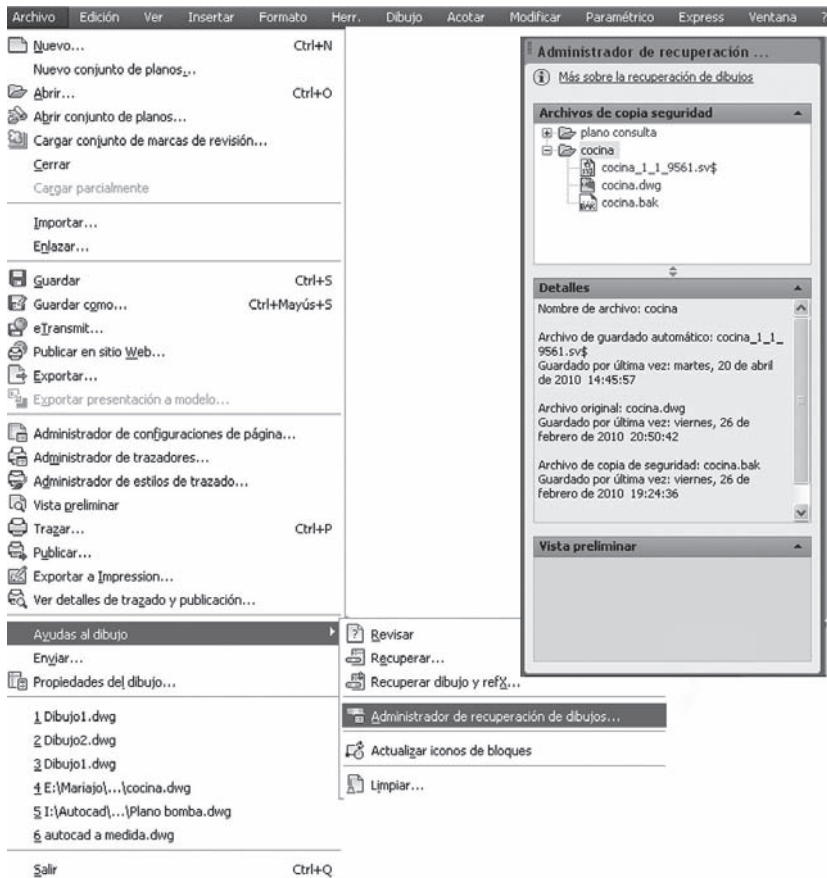 Archivo Edición Ver Insertar Formato Herr. Dibujo Acotar Modificar Paramétrico Express Ventana ?
Nuevo... Ctrl+N
Nuevo conjunto de planos...
Abrir... Ctrl+O
Abrir conjunto de planos...
Cargar conjunto de marcas de revisión...
Cerrar
Cargar parcialmente
Importar...
Enlazar...
Guardar Ctrl+S
Guardar como... Ctrl+Mayús+S
eTransmit...
Publicar en sitio Web...
Exportar...
Exportar presentación a modelo...
Administrador de configuraciones de página...
Administrador de trazadores...
Administrador de estilos de trazado...
Vista preliminar
Trazar... Ctrl+P
Publicar...
Exportar a Impression...
Ver detalles de trazado y publicación...
Ayudas al dibujo
Enviar...
Propiedades del dibujo...
1 Dibujo1.dwg
2 Dibujo2.dwg
3 Dibujo1.dwg
4 E:\Mariajo\...\cocina.dwg
5 I:\Autocad\...\Plano bomba.dwg
6 autocad a medida.dwg
Salir Ctrl+Q
Revisar
Recuperar...
Recuperar dibujo y refX...
Administrador de recuperación de dibujos...
Actualizar iconos de bloques
Limpiar...
Administrador de recuperación ...
Más sobre la recuperación de dibujos
Archivos de copia seguridad
plano consulta
cocina
cocina_1_1_9561.sv$
cocina.dwg
BAK cocina.bak
Detalles
Nombre de archivo: cocina
Archivo de guardado automático: cocina_1_1_
9561.sv$
Guardado por última vez: martes, 20 de abril
de 2010 14:45:57
Archivo original: cocina.dwg
Guardado por última vez: viernes, 26 de
febrero de 2010 20:50:42
Archivo de copia de seguridad: cocina.bak
Guardado por última vez: viernes, 26 de
febrero de 2010 19:24:36
Vista preliminar